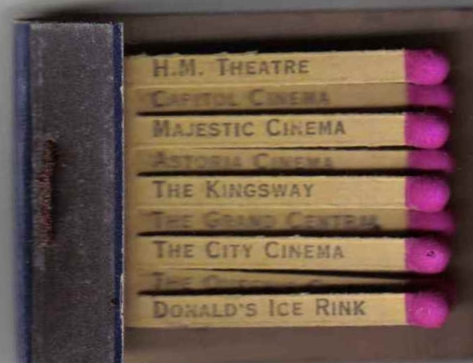 H.M. THEATRE
CAPITOL CINEMA
MAJESTIC CINEMA
ASTORIA CINEMA
THE KINGSWAY
THE GRAND CENTRAL
THE CITY CINEMA
THE
DONALD'S ICE RINK